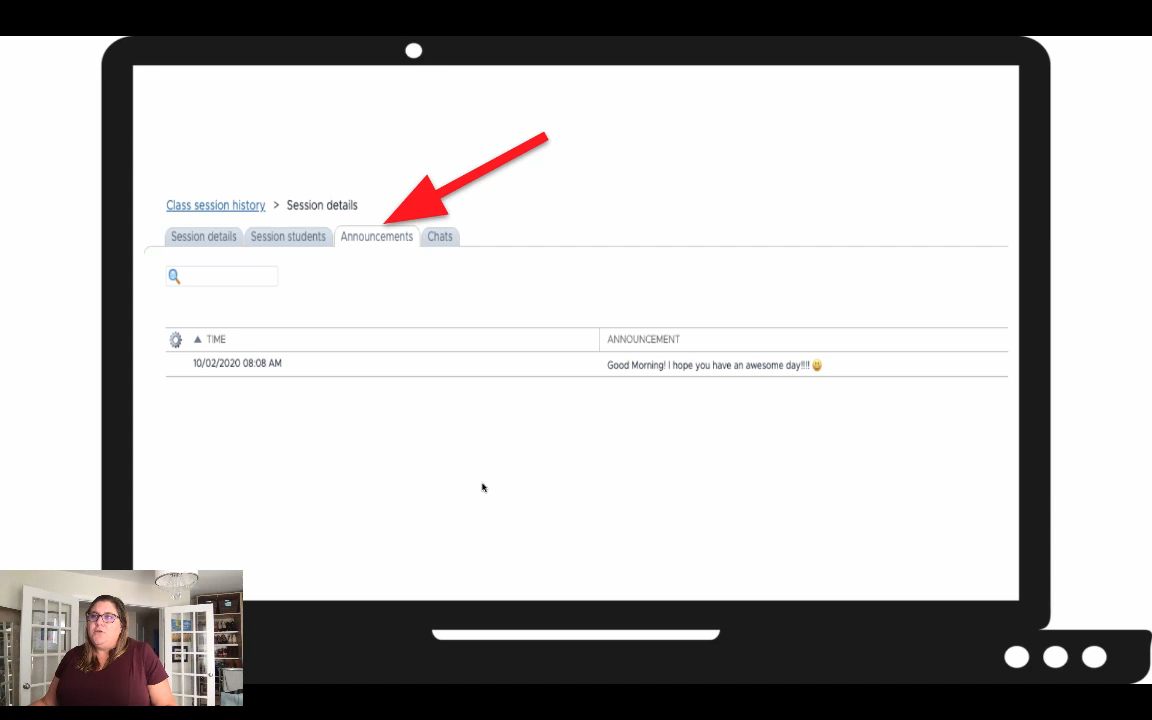 Class session history > Session details
Session details Session students Announcements Chats
TIME ANNOUNCEMENT
10/02/2020 08:08 AM Good Morning! I hope you have an awesome day!!!! 😃